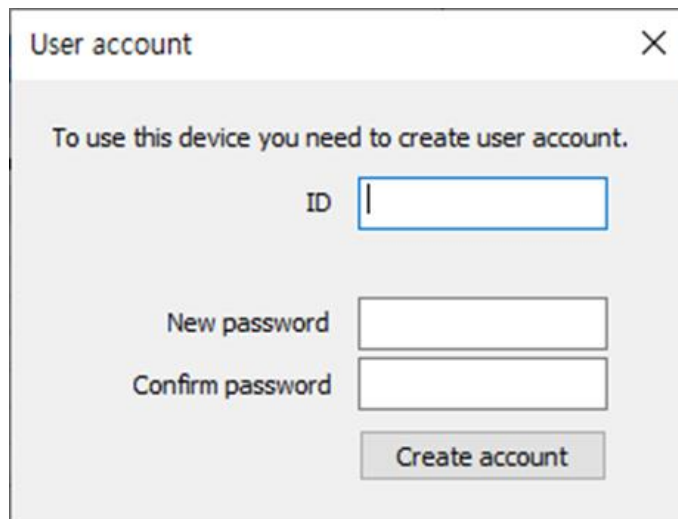 User account
To use this device you need to create user account.
ID
New password
Confirm password
Create account